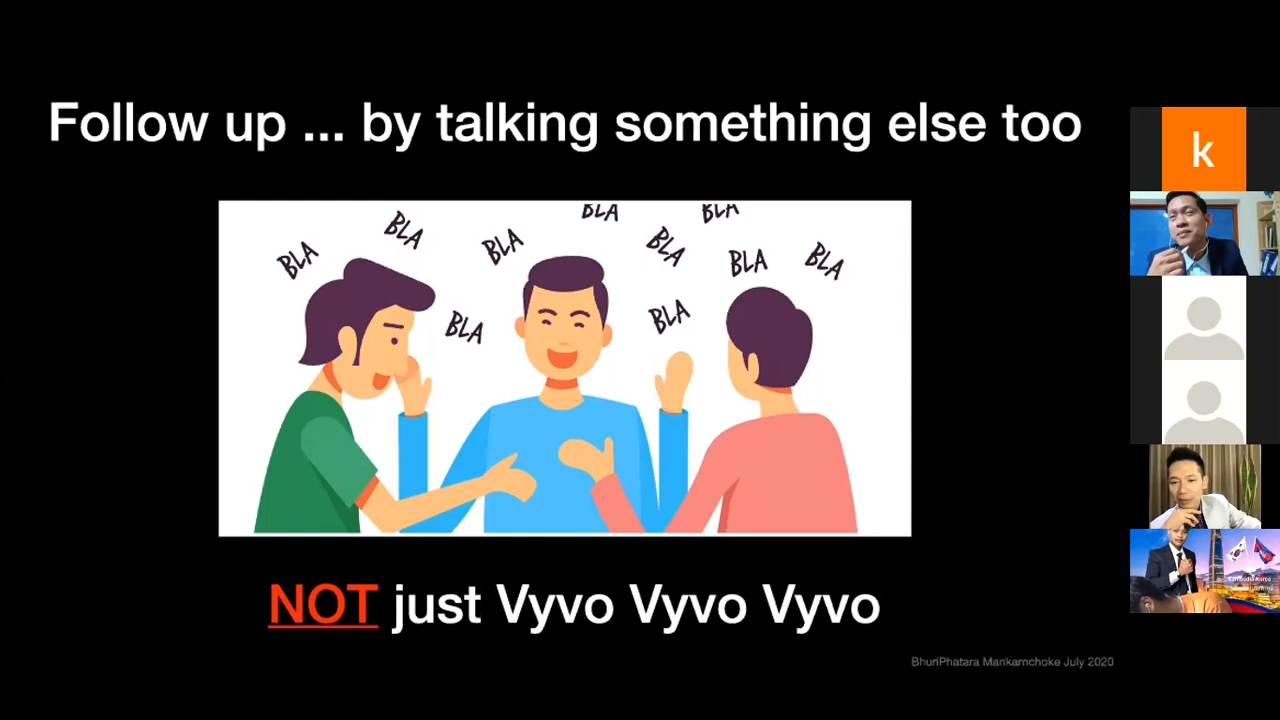 Follow up ... by talking something else too
BLA
BLA
BLA
BLA
BLA
BLA
BLA
BLA
BLA
BLA
NOT just Vyvo Vyvo Vyvo
BhuriPhatara Mankarnchoke July 2020
k